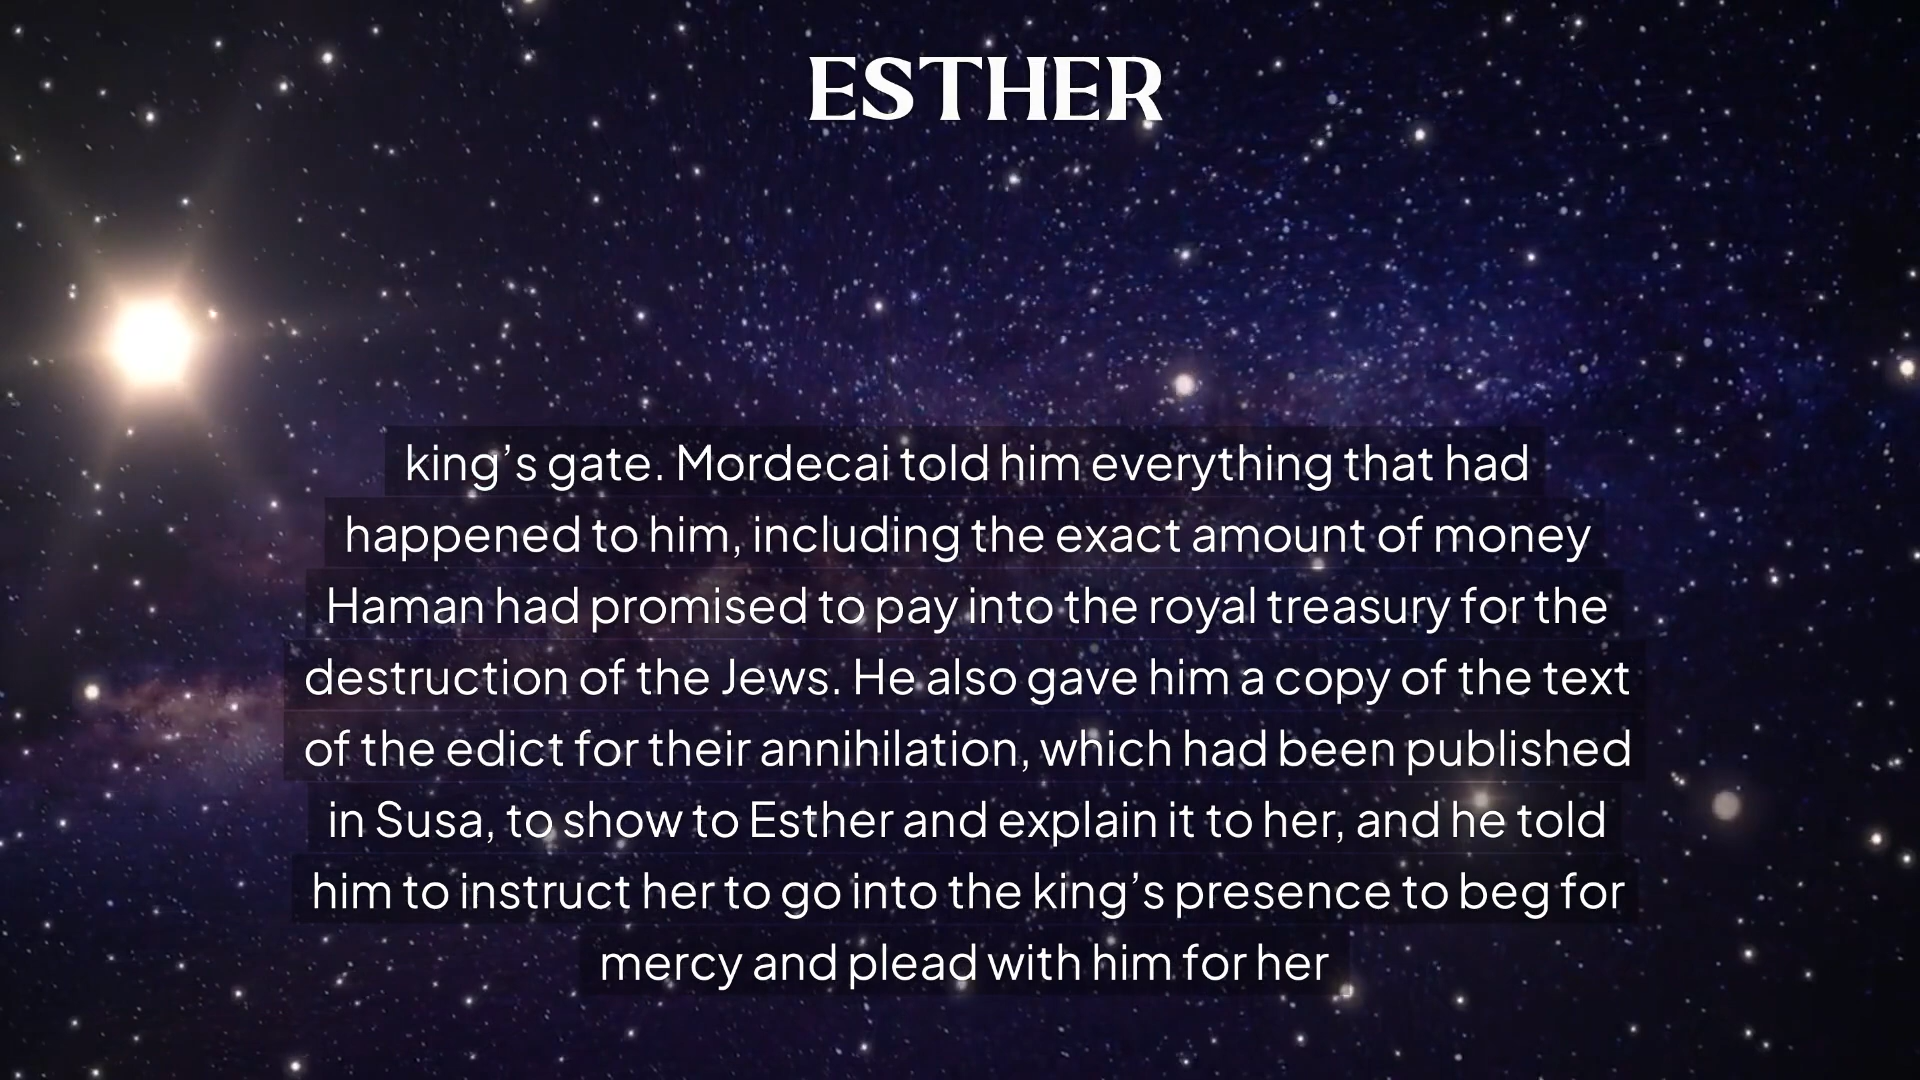 ESTHER
king’s gate. Mordecai told him everything that had
happened to him, including the exact amount of money
Haman had promised to pay into the royal treasury for the
destruction of the Jews. He also gave him a copy of the text
of the edict for their annihilation, which had been published
in Susa, to show to Esther and explain it to her, and he told
him to instruct her to go into the king’s presence to beg for
mercy and plead with him for her